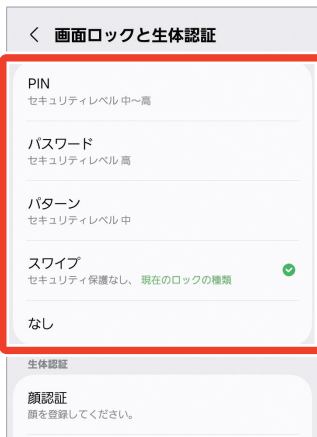 く 画面ロックと生体認証
PIN
セキュリティレベル 中～高
パスワード
セキュリティレベル 高
パターン
セキュリティレベル 中
スワイプ
セキュリティ保護なし、現在のロックの種類
なし
生体認証
顔認証
顔を登録してください。